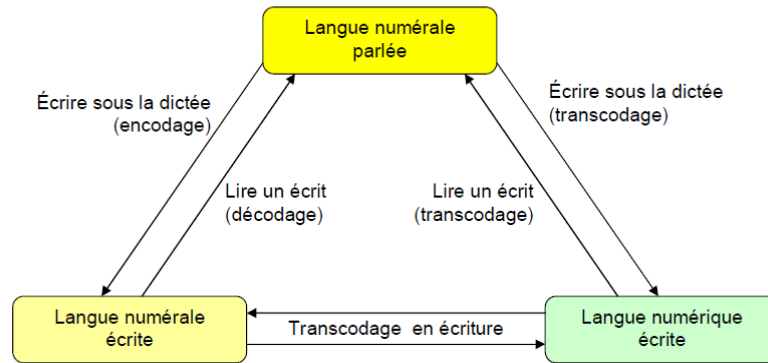 Langue numérale
parlée
Écrire sous la dictée
(encodage)
Écrire sous la dictée
(transcodage)
Lire un écrit
(décodage)
Lire un écrit
(transcodage)
Langue numérale
écrite
Transcodage en écriture
Langue numérique
écrite